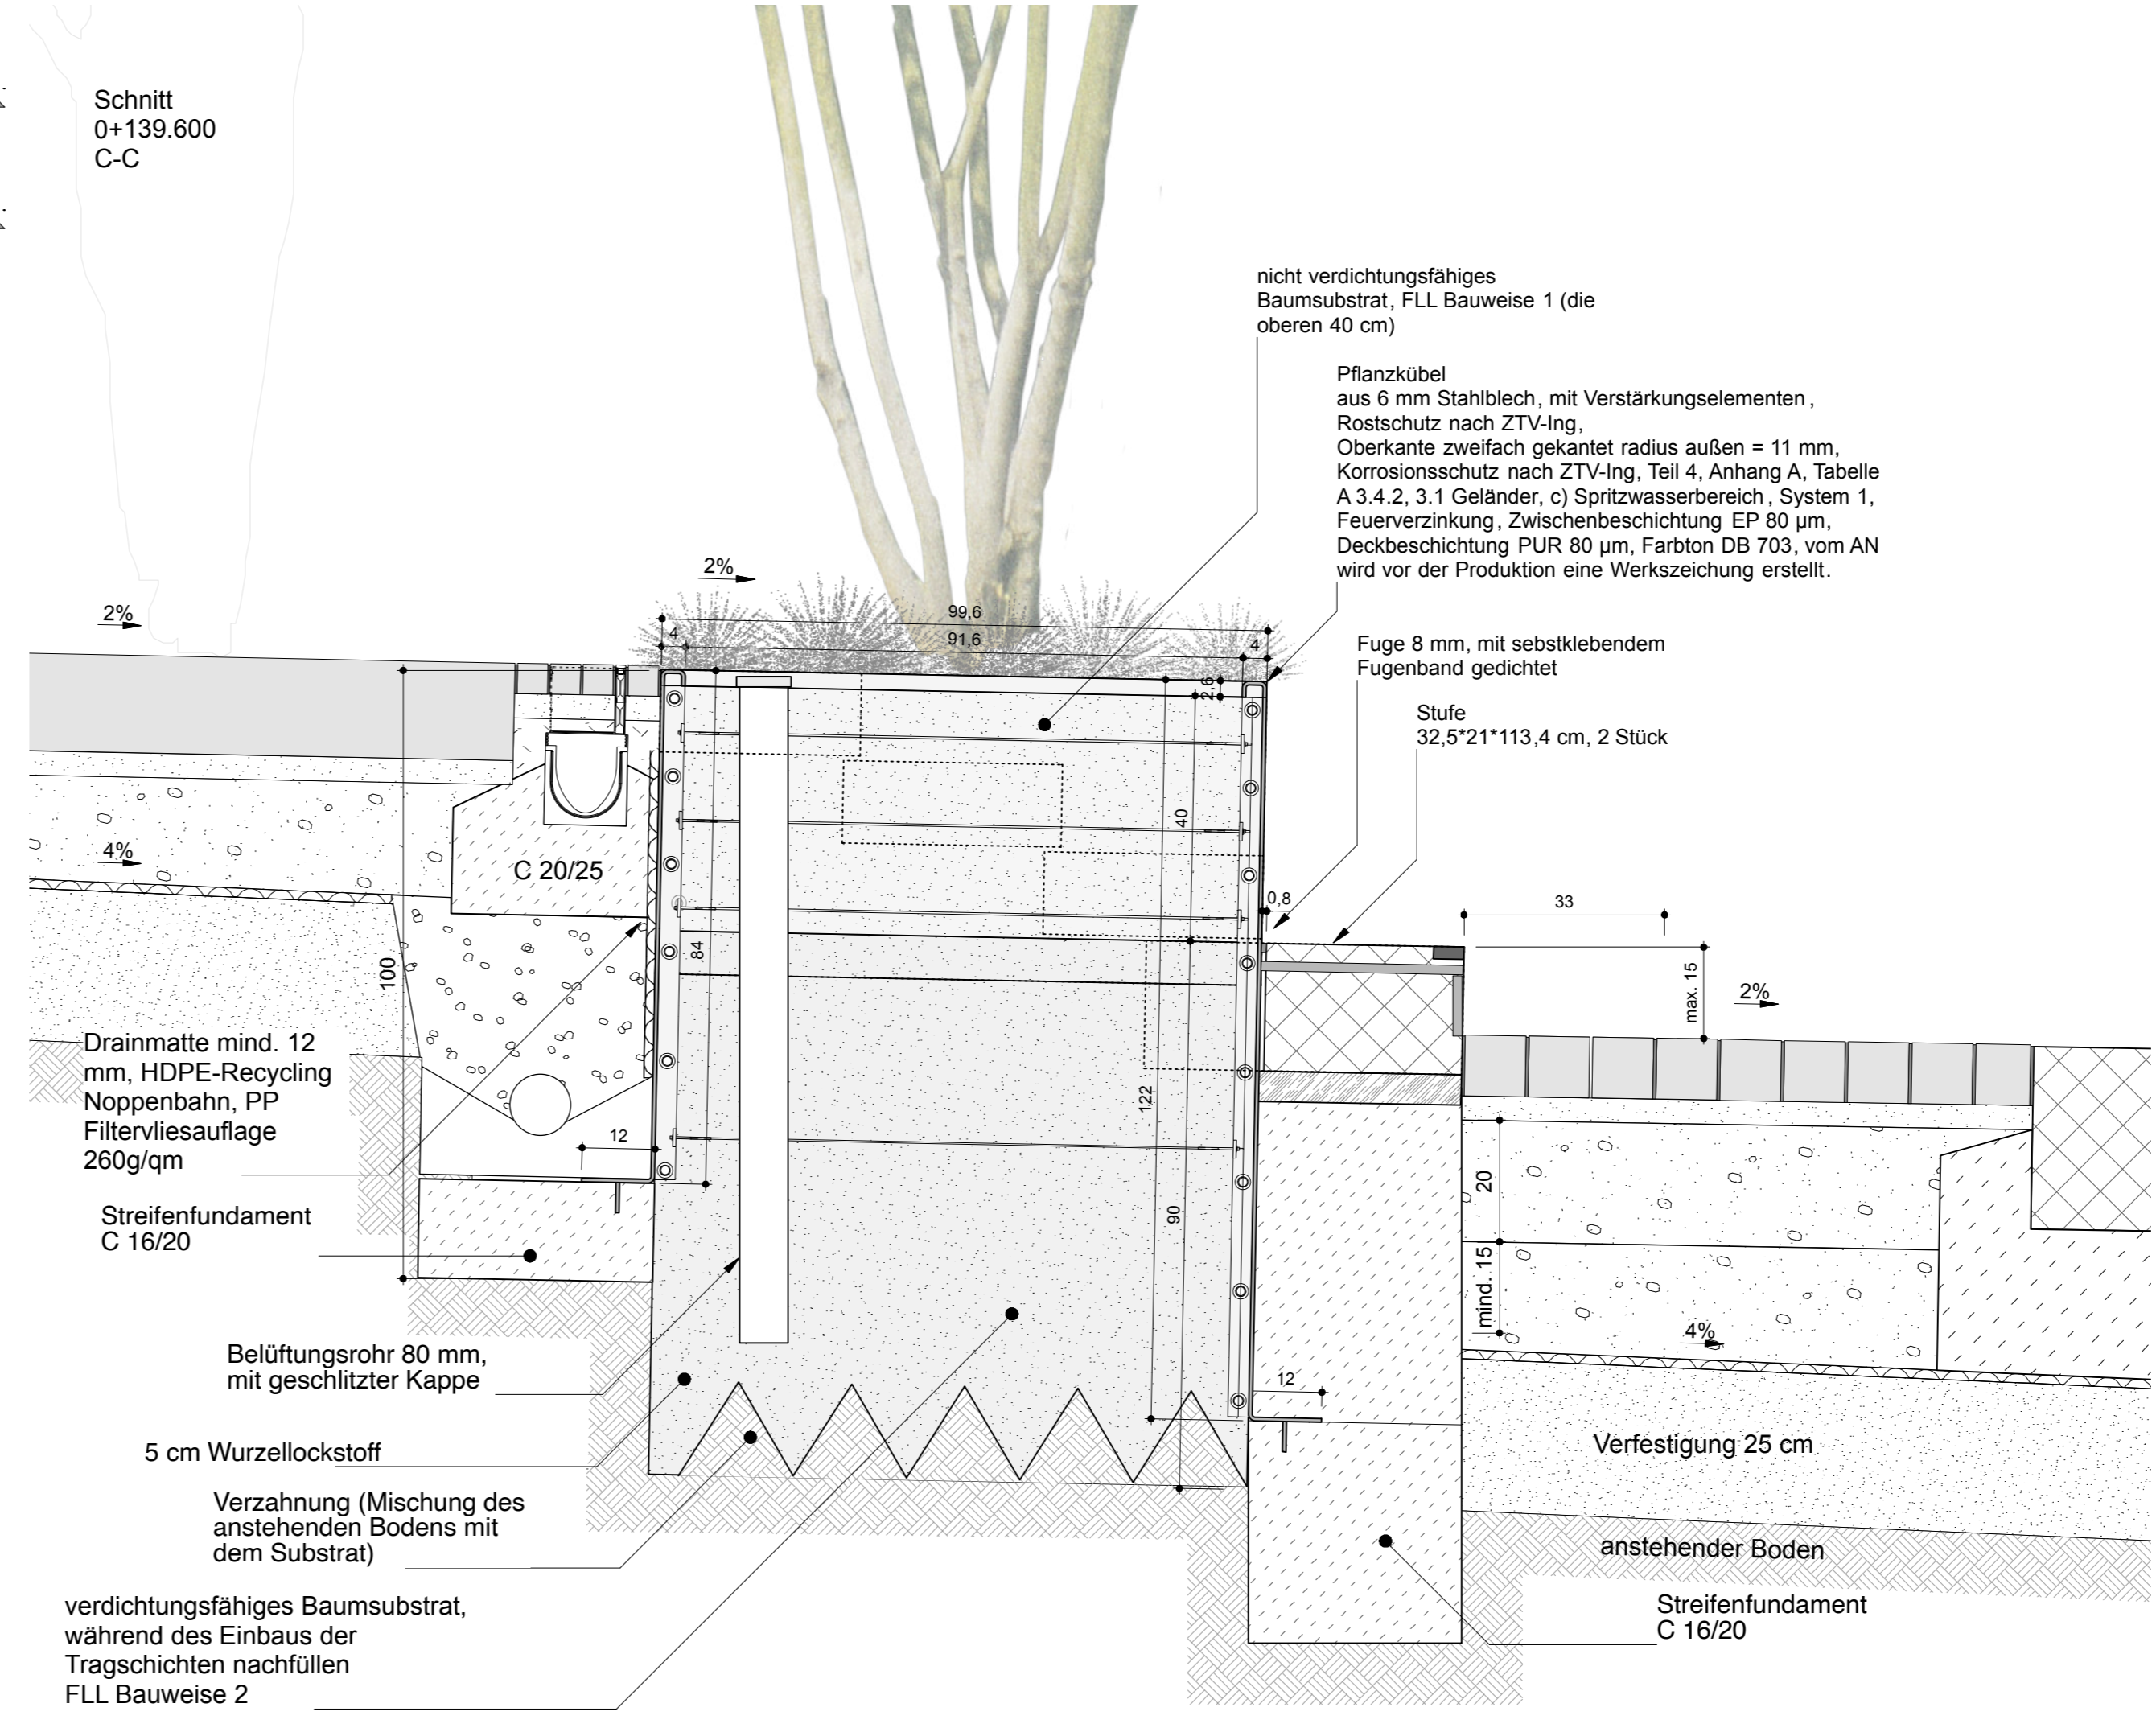 Schnitt
0+139.600
C-C
nicht verdichtungsfähiges
Baumsubstrat, FLL Bauweise 1 (die
oberen 40 cm)
Pflanzkübel
aus 6 mm Stahlblech, mit Verstärkungselementen,
Rostschutz nach ZTV-Ing,
Oberkante zweifach gekantet radius außen = 11 mm,
Korrosionsschutz nach ZTV-Ing, Teil 4, Anhang A, Tabelle
A 3.4.2, 3.1 Geländer, c) Spritzwasserbereich, System 1,
Feuerverzinkung, Zwischenbeschichtung EP 80 µm,
Deckbeschichtung PUR 80 µm, Farbton DB 703, vom AN
wird vor der Produktion eine Werkszeichung erstellt.
2%
2%
99,6
4
91,6
4
Fuge 8 mm, mit sebstklebendem
Fugenband gedichtet
2,6
Stufe
32,5*21*113,4 cm, 2 Stück
40
4%
C 20/25
0,8
33
84
100
max. 15
2%
Drainmatte mind. 12
mm, HDPE-Recycling
Noppenbahn, PP
Filtervliesauflage
260g/qm
12
122
20
90
Streifenfundament
C 16/20
mind. 15
4%
Belüftungsrohr 80 mm,
mit geschlitzter Kappe
12
5 cm Wurzellockstoff
Verfestigung 25 cm
Verzahnung (Mischung des
anstehenden Bodens mit
dem Substrat)
anstehender Boden
verdichtungsfähiges Baumsubstrat,
während des Einbaus der
Tragschichten nachfüllen
FLL Bauweise 2
Streifenfundament
C 16/20